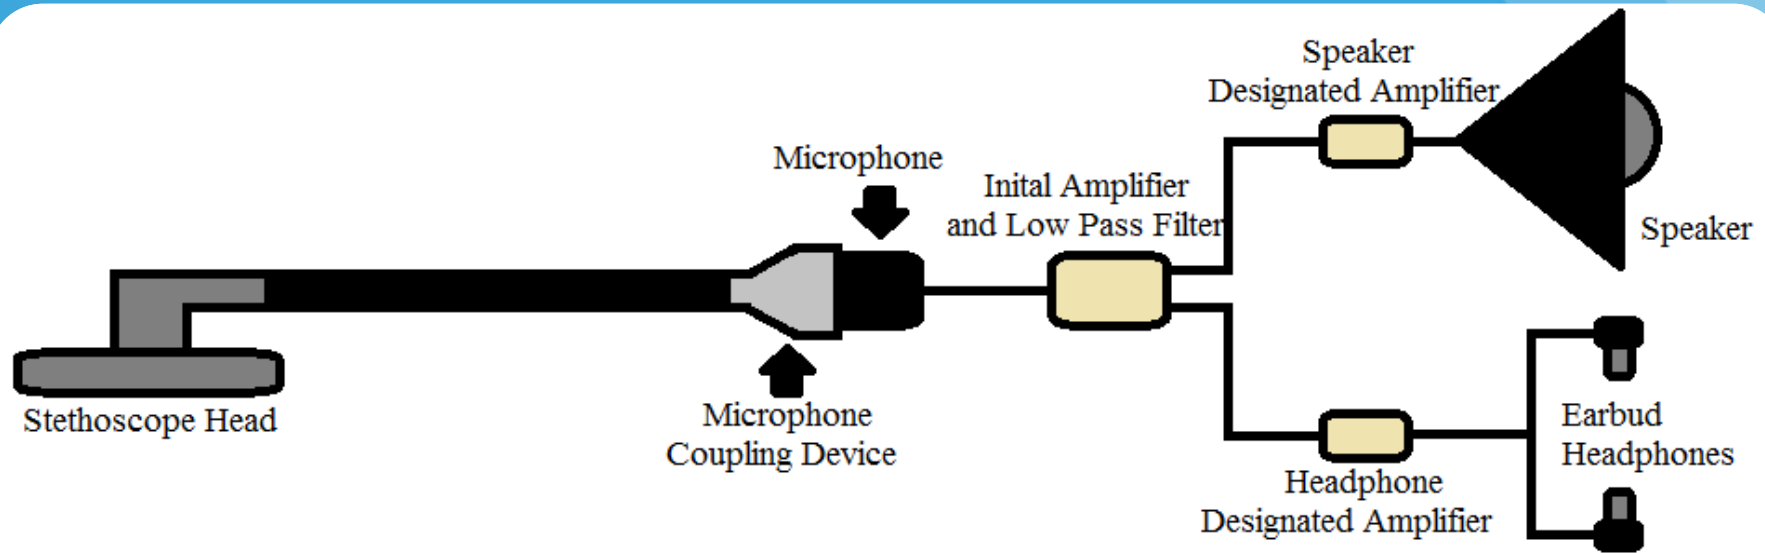 Speaker
Designated Amplifier
Microphone
Inital Amplifier
and Low Pass Filter
Speaker
Stethoscope Head
Microphone
Coupling Device
Earbud
Headphones
Headphone
Designated Amplifier